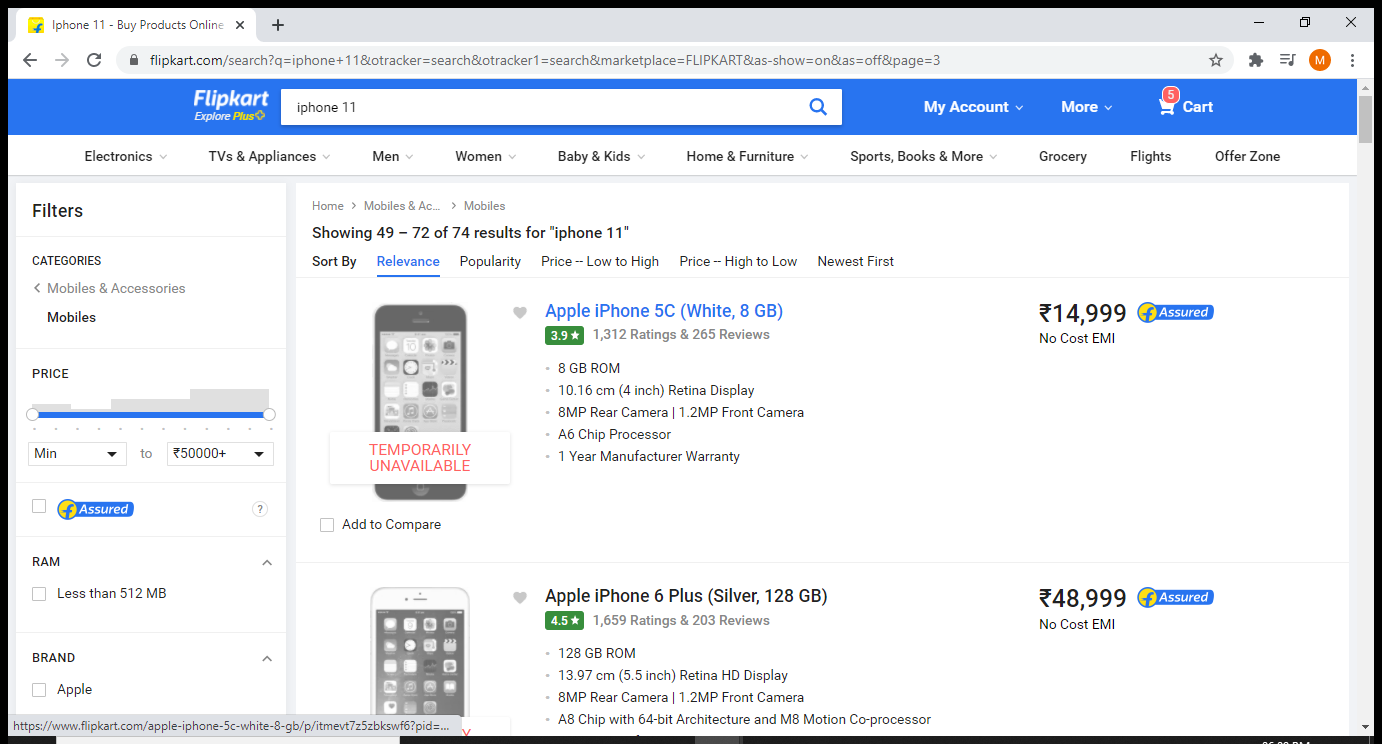 Iphone 11 - Buy Products Online
flipkart.com/search?q=iphone+11&otracker=search&otracker1=search&marketplace=FLIPKART&as-show=on&as=off&page=3
M
Flipkart
Explore Plus
iphone 11
My Account
More
5
Cart
Electronics
TVs & Appliances
Men
Women
Baby & Kids
Home & Furniture
Sports, Books & More
Grocery
Flights
Offer Zone
Filters
CATEGORIES
Mobiles & Accessories
Mobiles
PRICE
Min
to
₹50000+
Assured
?
RAM
Less than 512 MB
BRAND
Apple
Home
Mobiles & Ac...
Mobiles
Showing 49 – 72 of 74 results for "iphone 11"
Sort By
Relevance
Popularity
Price -- Low to High
Price -- High to Low
Newest First
TEMPORARILY
UNAVAILABLE
Add to Compare
Apple iPhone 5C (White, 8 GB)
3.9 ★ 1,312 Ratings & 265 Reviews
8 GB ROM
10.16 cm (4 inch) Retina Display
8MP Rear Camera | 1.2MP Front Camera
A6 Chip Processor
1 Year Manufacturer Warranty
₹14,999
Assured
No Cost EMI
Apple iPhone 6 Plus (Silver, 128 GB)
4.5 ★ 1,659 Ratings & 203 Reviews
128 GB ROM
13.97 cm (5.5 inch) Retina HD Display
8MP Rear Camera | 1.2MP Front Camera
A8 Chip with 64-bit Architecture and M8 Motion Co-processor
₹48,999
Assured
No Cost EMI
https://www.flipkart.com/apple-iphone-5c-white-8-gb/p/itmevt7z5zbkswf6?pid=...